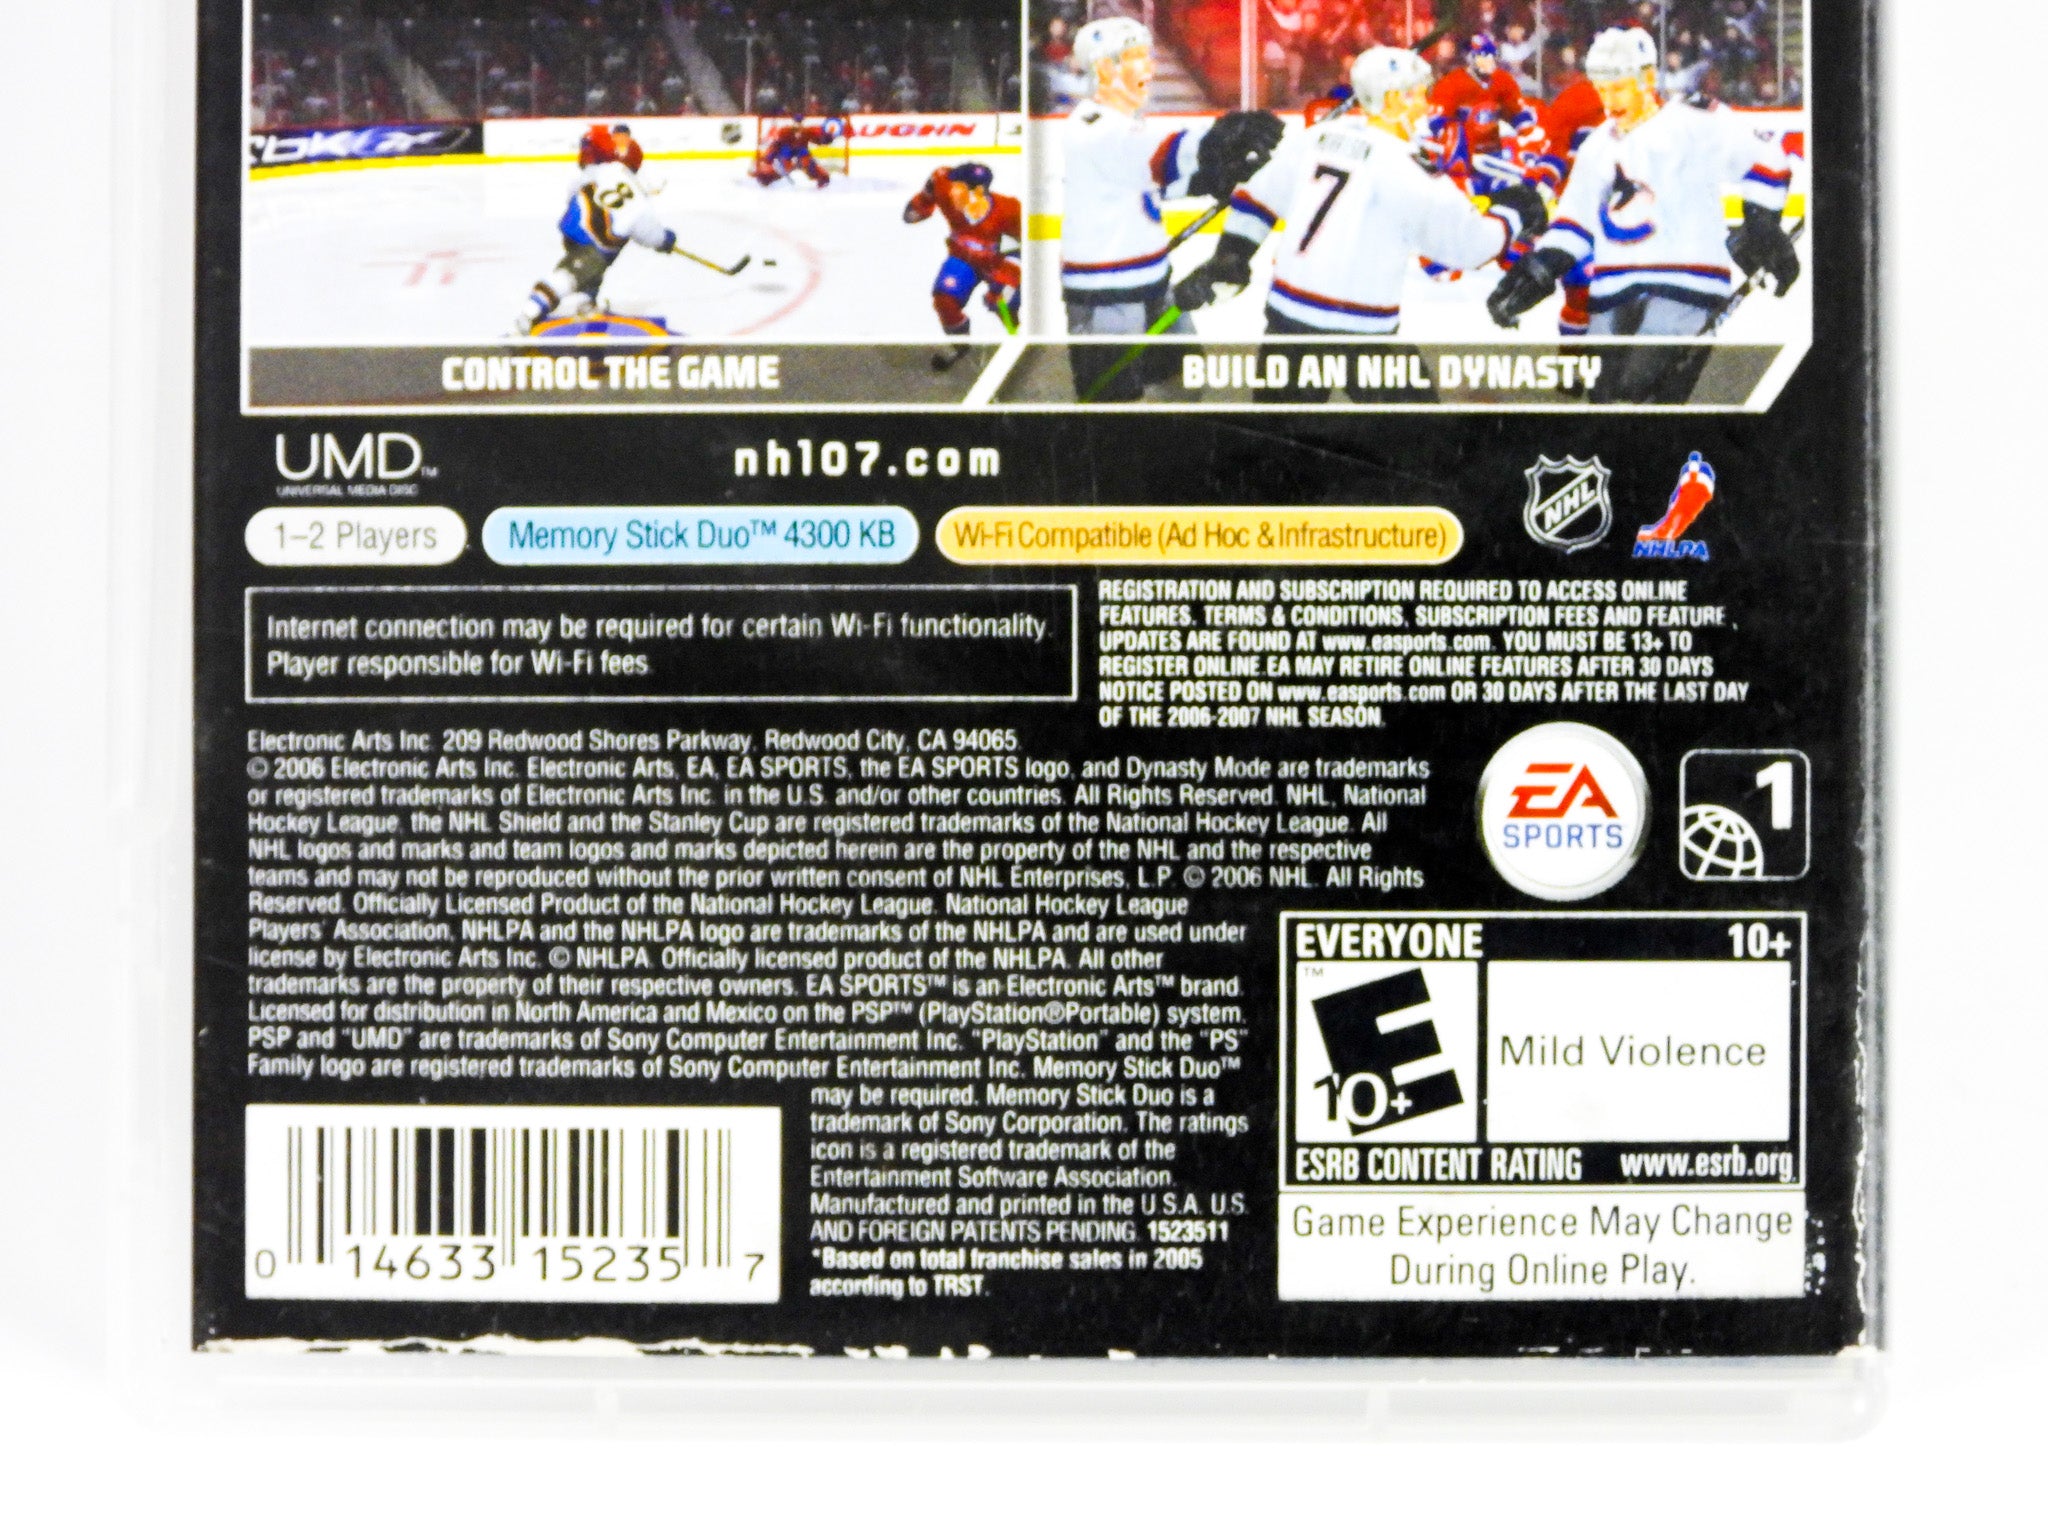 VAUGHN
8
MORRISON
7
CONTROL THE GAME
BUILD AN NHL DYNASTY
UMD™
UNIVERSAL MEDIA DISC
nhl07.com
NHL
NHLPA
1-2 Players
Memory Stick Duo™ 4300 KB
Wi-Fi Compatible (Ad Hoc & Infrastructure)
Internet connection may be required for certain Wi-Fi functionality.
Player responsible for Wi-Fi fees.
REGISTRATION AND SUBSCRIPTION REQUIRED TO ACCESS ONLINE
FEATURES. TERMS & CONDITIONS, SUBSCRIPTION FEES AND FEATURE
UPDATES ARE FOUND AT www.easports.com. YOU MUST BE 13+ TO
REGISTER ONLINE. EA MAY RETIRE ONLINE FEATURES AFTER 30 DAYS
NOTICE POSTED ON www.easports.com OR 30 DAYS AFTER THE LAST DAY
OF THE 2006-2007 NHL SEASON.
Electronic Arts Inc. 209 Redwood Shores Parkway, Redwood City, CA 94065.
© 2006 Electronic Arts Inc. Electronic Arts, EA, EA SPORTS, the EA SPORTS logo, and Dynasty Mode are trademarks
or registered trademarks of Electronic Arts Inc. in the U.S. and/or other countries. All Rights Reserved. NHL, National
Hockey League, the NHL Shield and the Stanley Cup are registered trademarks of the National Hockey League. All
NHL logos and marks and team logos and marks depicted herein are the property of the NHL and the respective
teams and may not be reproduced without the prior written consent of NHL Enterprises, L.P. © 2006 NHL. All Rights
Reserved. Officially Licensed Product of the National Hockey League. National Hockey League
Players' Association, NHLPA and the NHLPA logo are trademarks of the NHLPA and are used under
license by Electronic Arts Inc. © NHLPA. Officially licensed product of the NHLPA. All other
trademarks are the property of their respective owners. EA SPORTS™ is an Electronic Arts™ brand.
Licensed for distribution in North America and Mexico on the PSP™ (PlayStation®Portable) system.
PSP and "UMD" are trademarks of Sony Computer Entertainment Inc. "PlayStation" and the "PS"
Family logo are registered trademarks of Sony Computer Entertainment Inc. Memory Stick Duo™
may be required. Memory Stick Duo is a
trademark of Sony Corporation. The ratings
icon is a registered trademark of the
Entertainment Software Association.
Manufactured and printed in the U.S.A. U.S.
AND FOREIGN PATENTS PENDING. 1523511
*Based on total franchise sales in 2005
according to TRST.
EA
SPORTS
1
EVERYONE 10+
™
E
10+
Mild Violence
ESRB CONTENT RATING www.esrb.org
Game Experience May Change
During Online Play.
0 14633 15235 7